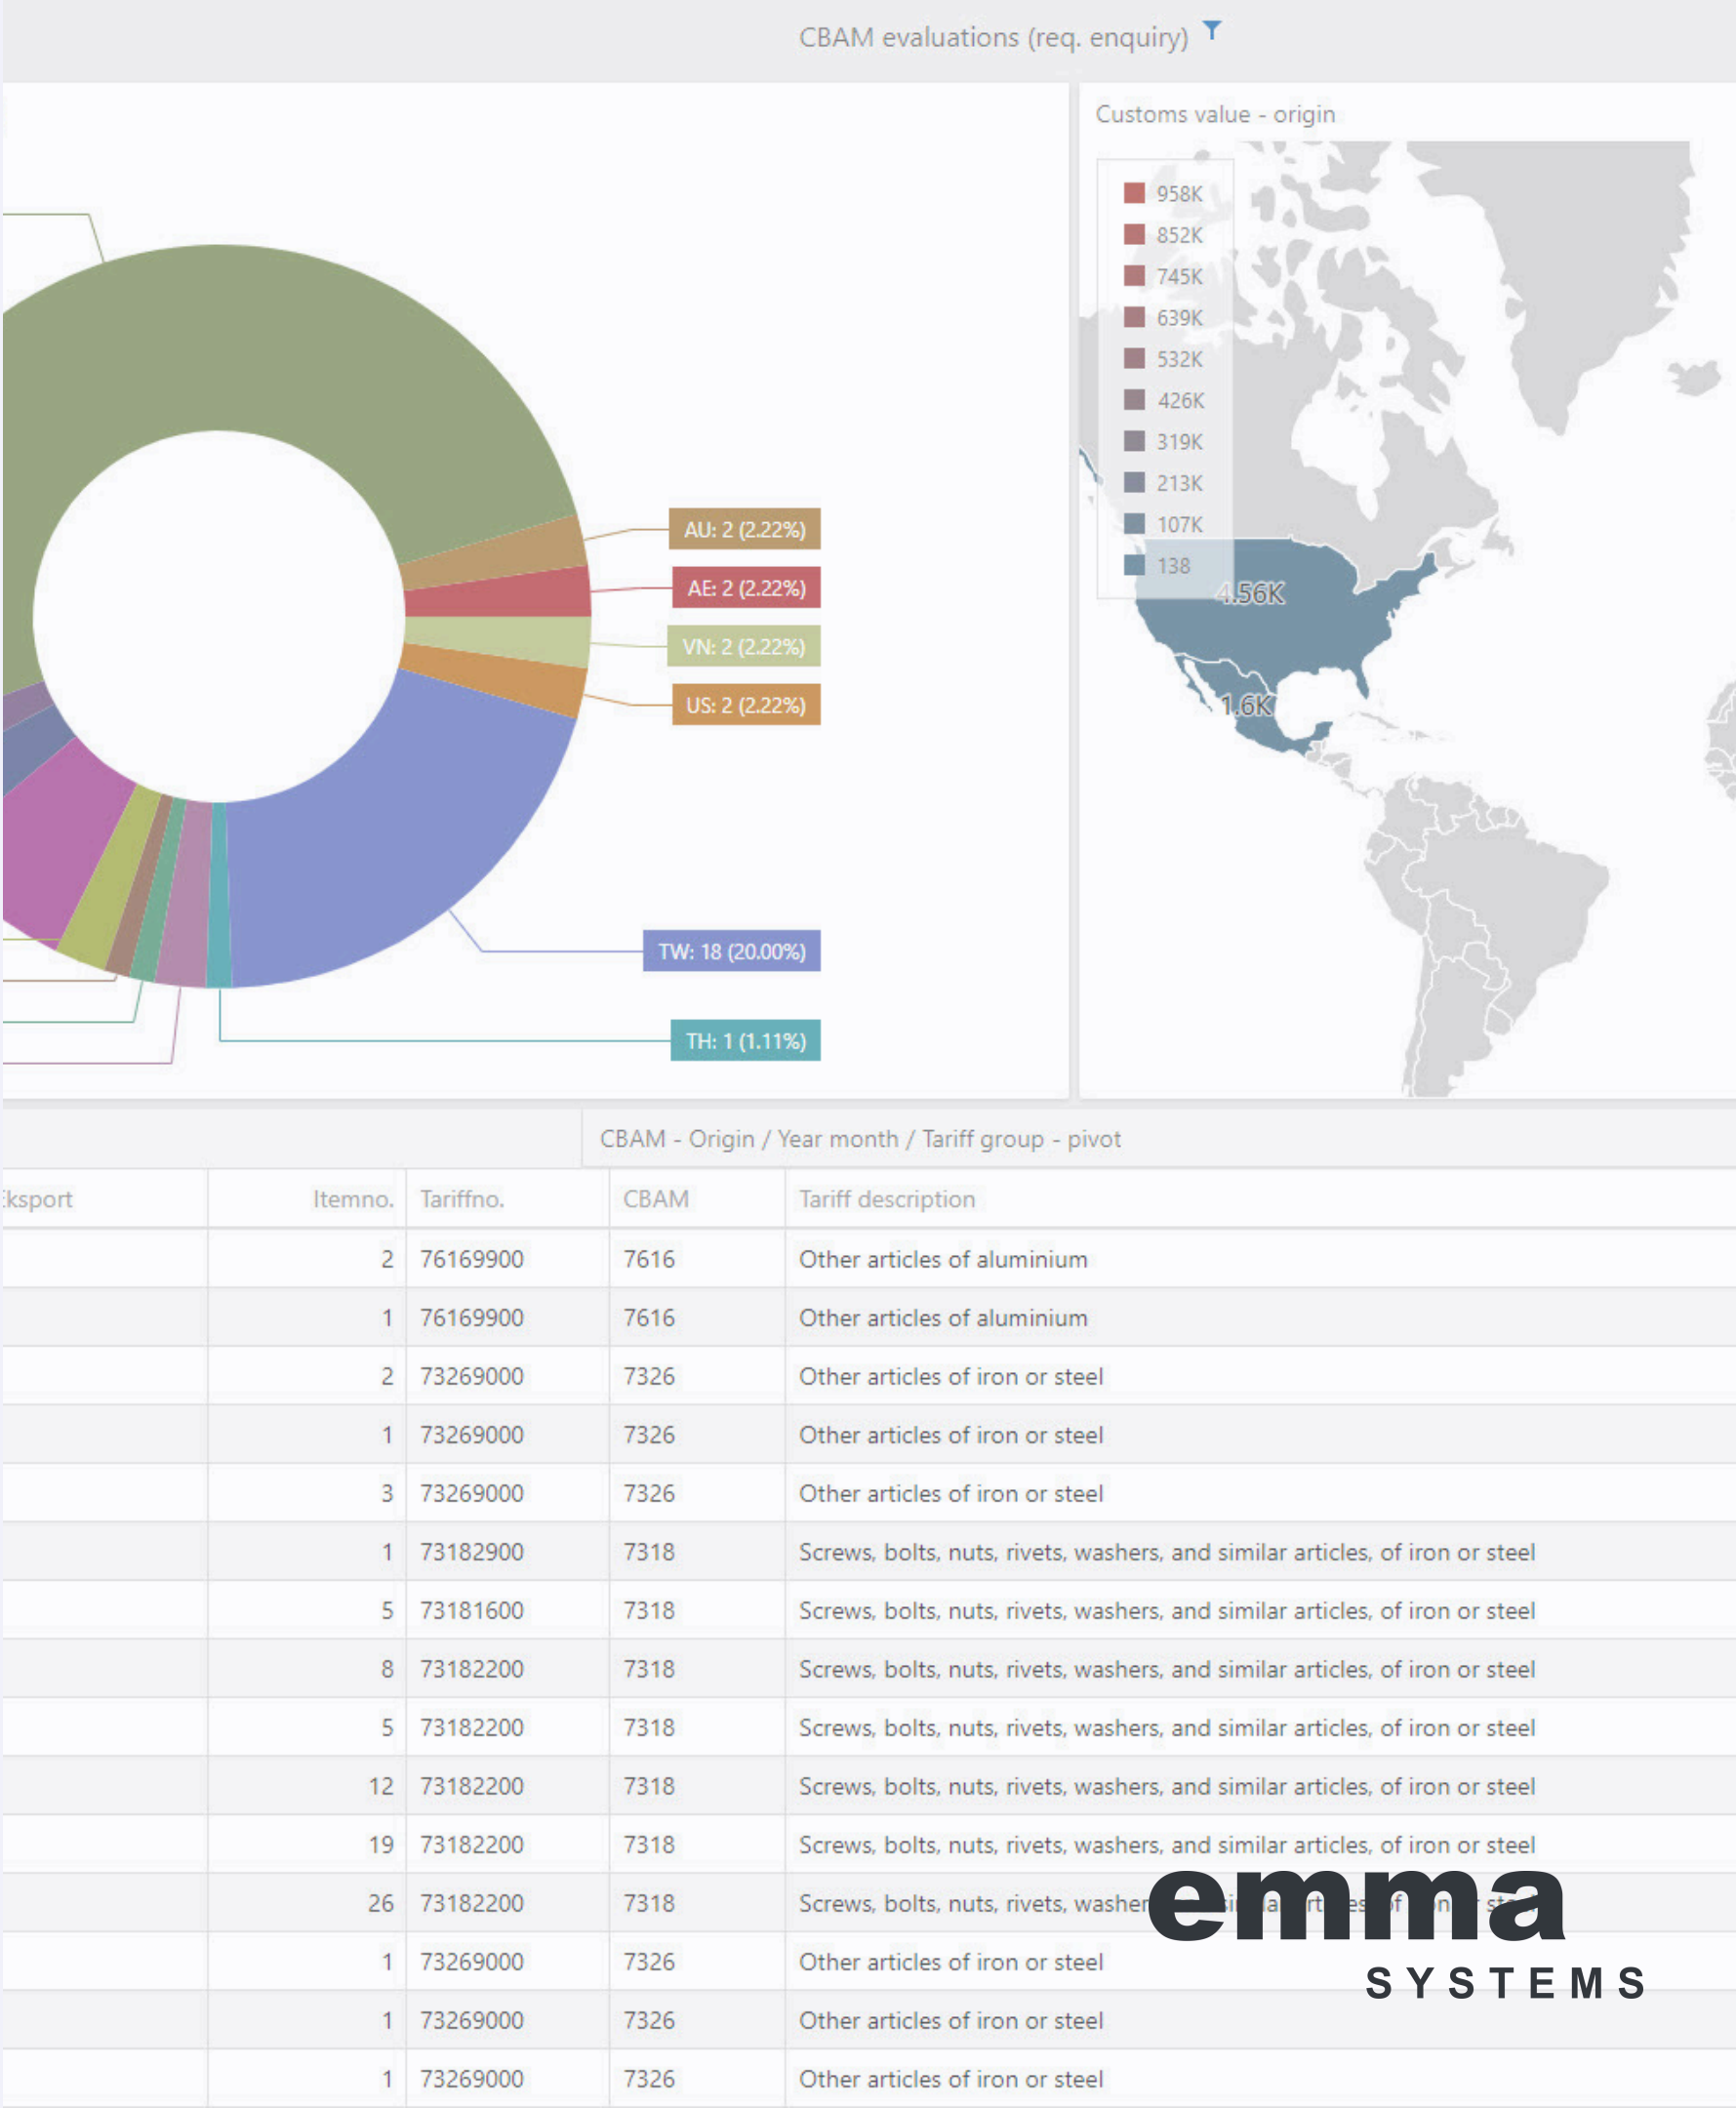 CBAM evaluations (req. enquiry)
Customs value - origin
958K
852K
745K
639K
532K
426K
319K
213K
107K
138
4.56K
1.6K
AU: 2 (2.22%)
AE: 2 (2.22%)
VN: 2 (2.22%)
US: 2 (2.22%)
TW: 18 (20.00%)
TH: 1 (1.11%)
CBAM - Origin / Year month / Tariff group - pivot
Eksport Itemno. Tariffno. CBAM Tariff description
2 76169900 7616 Other articles of aluminium
1 76169900 7616 Other articles of aluminium
2 73269000 7326 Other articles of iron or steel
1 73269000 7326 Other articles of iron or steel
3 73269000 7326 Other articles of iron or steel
1 73182900 7318 Screws, bolts, nuts, rivets, washers, and similar articles, of iron or steel
5 73181600 7318 Screws, bolts, nuts, rivets, washers, and similar articles, of iron or steel
8 73182200 7318 Screws, bolts, nuts, rivets, washers, and similar articles, of iron or steel
5 73182200 7318 Screws, bolts, nuts, rivets, washers, and similar articles, of iron or steel
12 73182200 7318 Screws, bolts, nuts, rivets, washers, and similar articles, of iron or steel
19 73182200 7318 Screws, bolts, nuts, rivets, washers, and similar articles, of iron or steel
26 73182200 7318 Screws, bolts, nuts, rivets,
1 73269000 7326 Other articles of iron or steel
1 73269000 7326 Other articles of iron or steel
1 73269000 7326 Other articles of iron or steel
emma
SYSTEMS